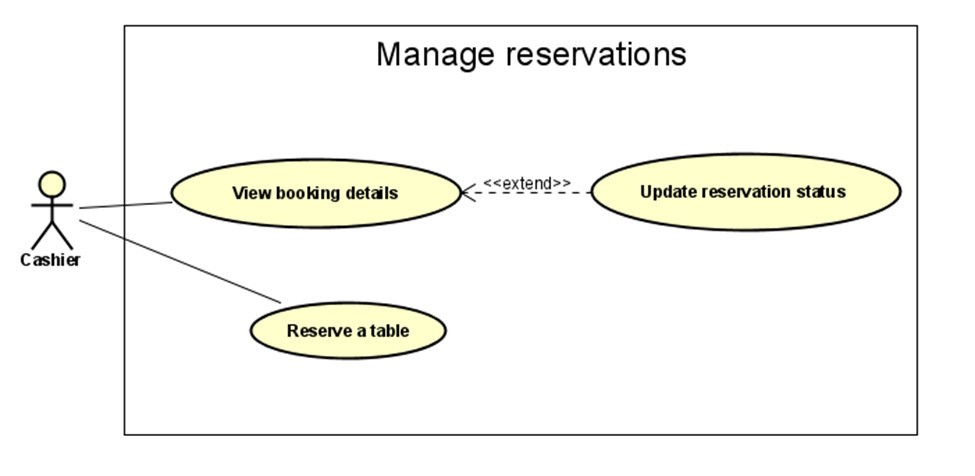 Manage reservations
View booking details
<<extend>>
Update reservation status
Cashier
Reserve a table